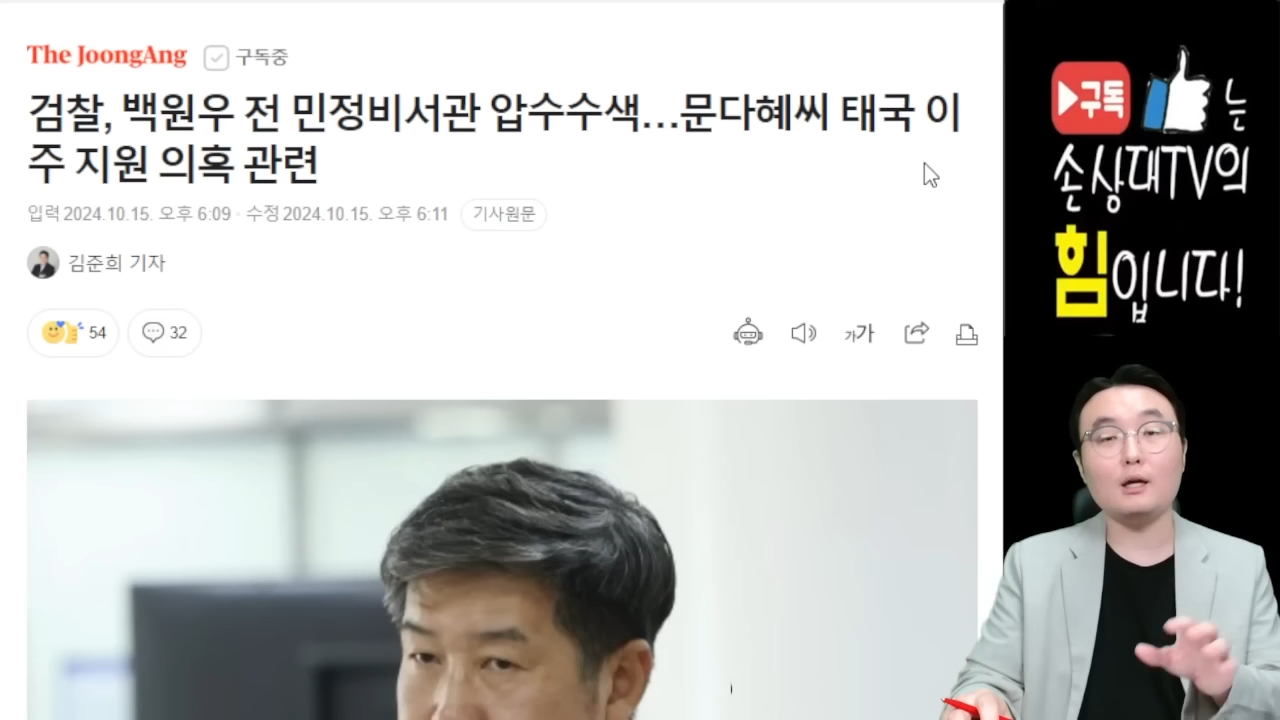 The JoongAng 구독중
검찰, 백원우 전 민정비서관 압수수색…문다혜씨 태국 이
주 지원 의혹 관련
입력 2024.10.15. 오후 6:09 · 수정 2024.10.15. 오후 6:11 기사원문
김준희 기자
54 32
가가
구독 는
손상대TV의
힘입니다!